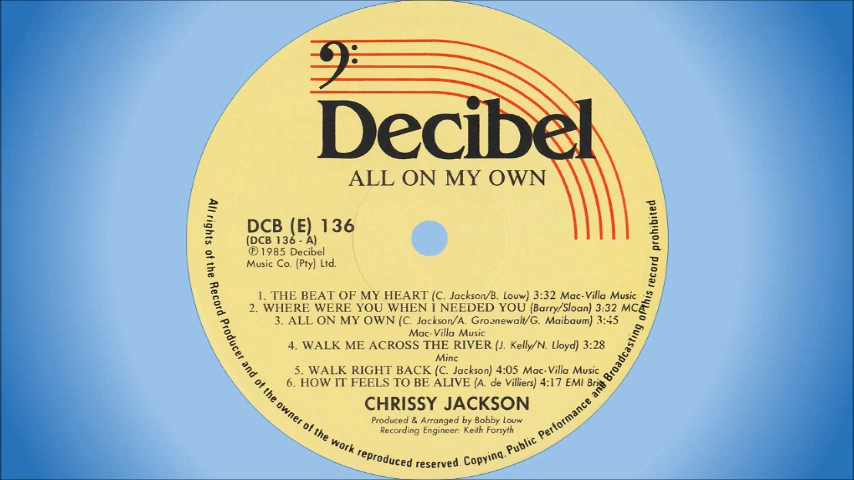 Decibel
ALL ON MY OWN
DCB (E) 136
(DCB 136 - A)
℗ 1985 Decibel
Music Co. (Pty) Ltd.
1. THE BEAT OF MY HEART (C. Jackson/B. Louw) 3:32 Mac-Villa Music
2. WHERE WERE YOU WHEN I NEEDED YOU (Barry/Sloan) 3:32 MCA
3. ALL ON MY OWN (C. Jackson/A. Groenewalt/G. Maibaum) 3:45
Mac-Villa Music
4. WALK ME ACROSS THE RIVER (J. Kelly/N. Lloyd) 3:28
Minc
5. WALK RIGHT BACK (C. Jackson) 4:05 Mac-Villa Music
6. HOW IT FEELS TO BE ALIVE (A. de Villiers) 4:17 EMI
CHRISSY JACKSON
Produced & Arranged by Bobby Louw
Recording Engineer: Keith Forsyth
All rights of the Record Producer and of the owner of the work reproduced reserved. Copying, Public Performance and Broadcasting of this record prohibited